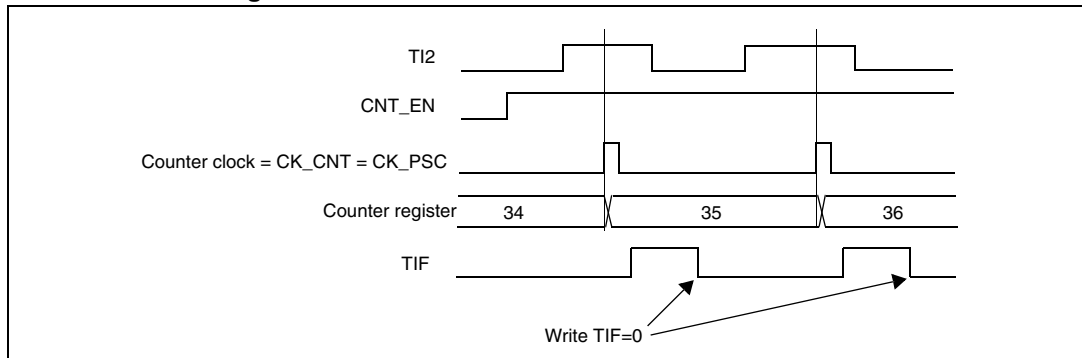 TI2
CNT_EN
Counter clock = CK_CNT = CK_PSC
Counter register 34 35 36
TIF
Write TIF=0